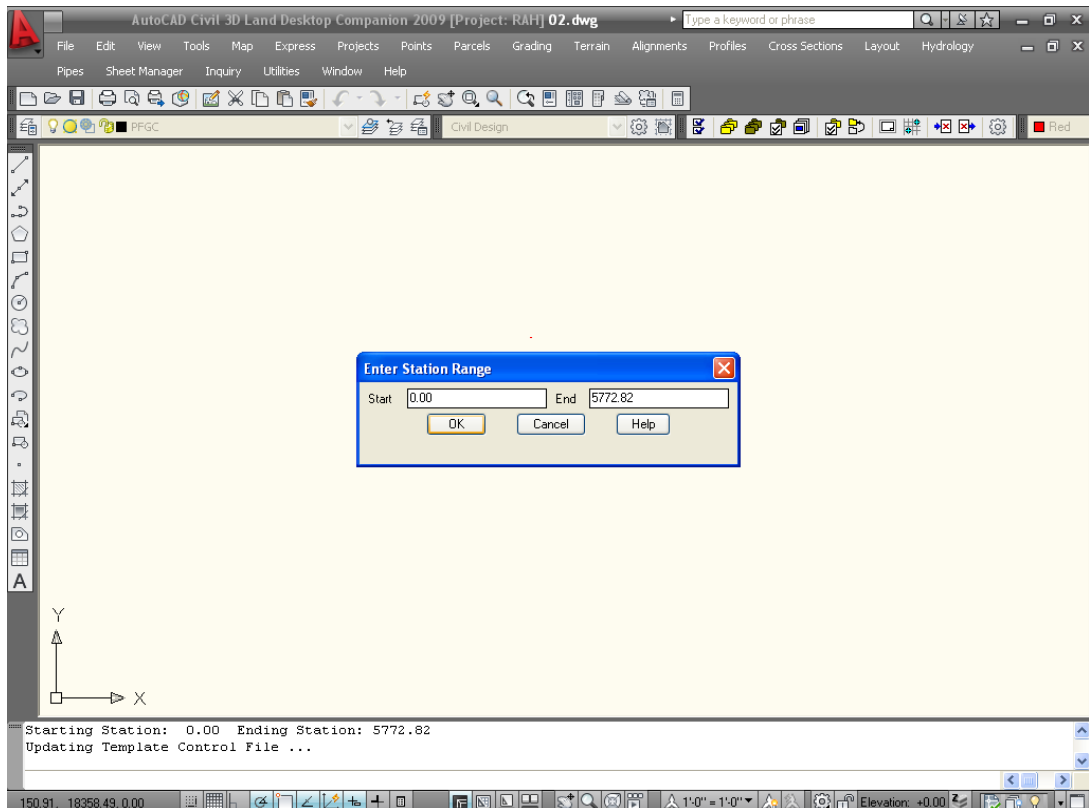 AutoCAD Civil 3D Land Desktop Companion 2009 [Project: RAH] 02.dwg
Type a keyword or phrase
File Edit View Tools Map Express Projects Points Parcels Grading Terrain Alignments Profiles Cross Sections Layout Hydrology
Pipes Sheet Manager Inquiry Utilities Window Help
PFGC Civil Design Red
Enter Station Range
Start 0.00 End 5772.82
OK Cancel Help
A
Y
X
Starting Station: 0.00 Ending Station: 5772.82
Updating Template Control File ...
150.91, 18358.49, 0.00 1'-0" = 1'-0" Elevation: +0.00